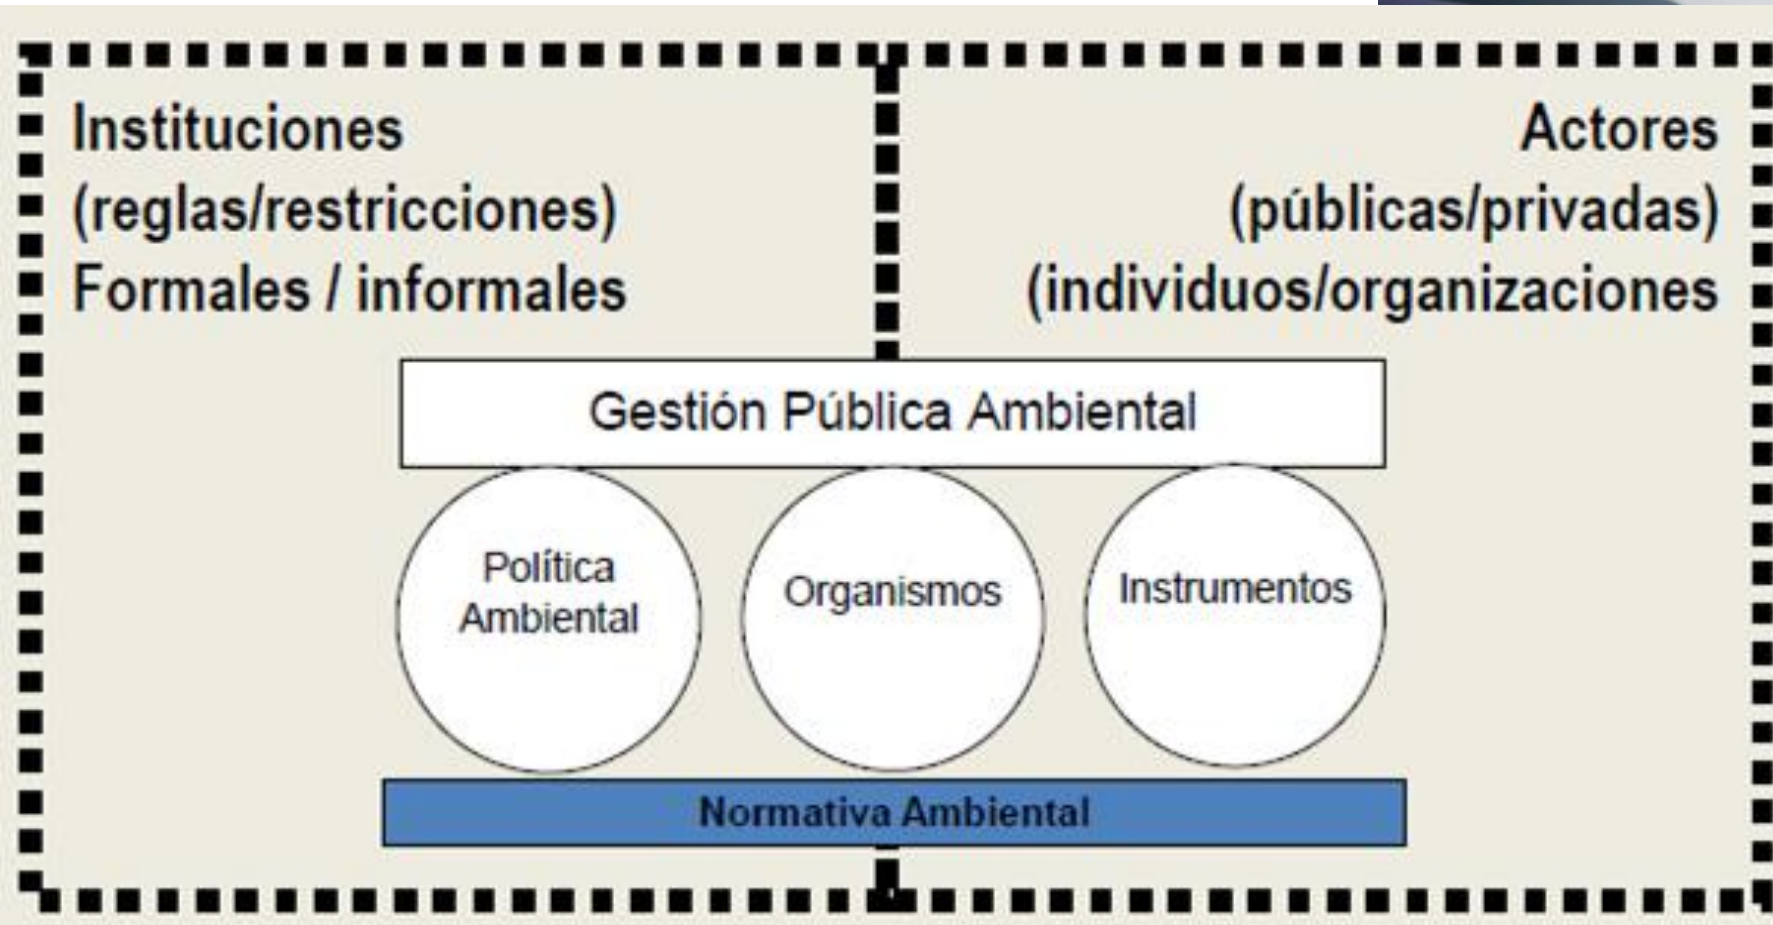 Instituciones
(reglas/restricciones)
Formales / informales
Actores
(públicas/privadas)
(individuos/organizaciones
Gestión Pública Ambiental
Política
Ambiental
Organismos
Instrumentos
Normativa Ambiental